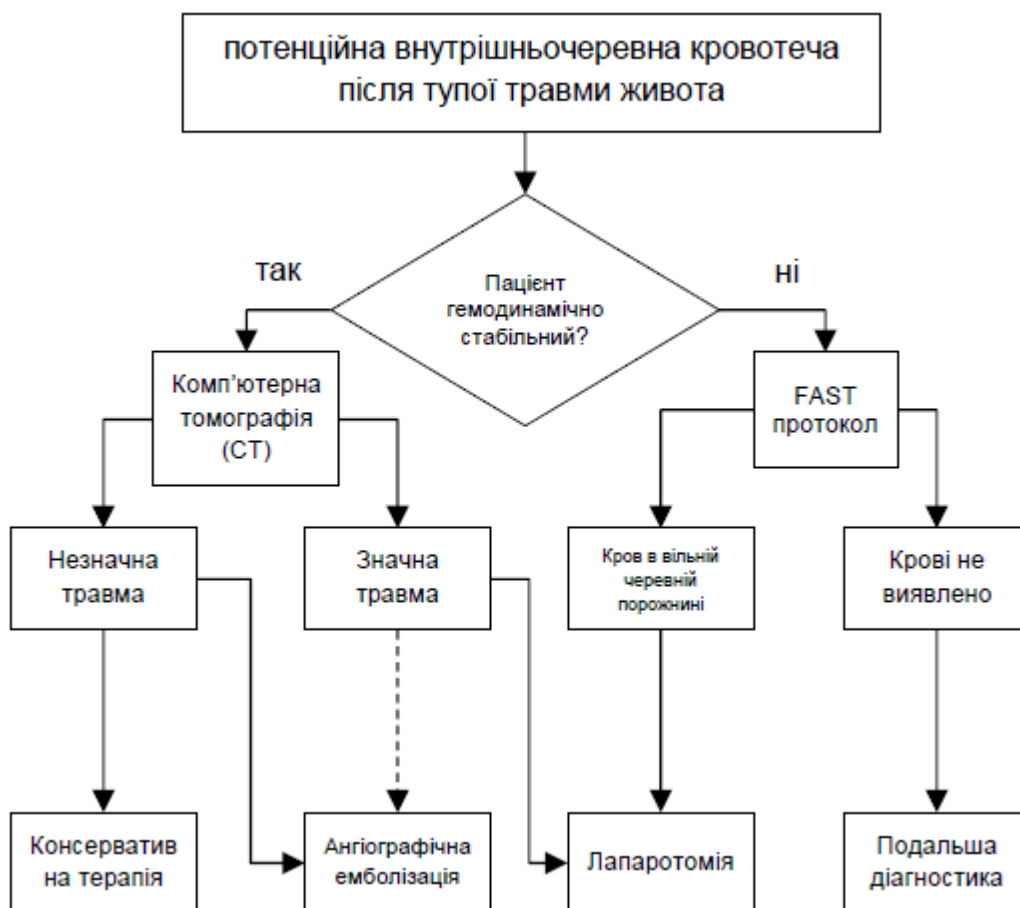 потенційна внутрішньочеревна кровотеча
після тупої травми живота
так
ні
Пацієнт
гемодинамічно
стабільний?
Комп’ютерна
томографія
(СТ)
FAST
протокол
Незначна
травма
Значна
травма
Кров в вільній
черевній
порожнині
Крові не
виявлено
Консерватив
на терапія
Ангіографічна
емболізація
Лапаротомія
Подальша
діагностика